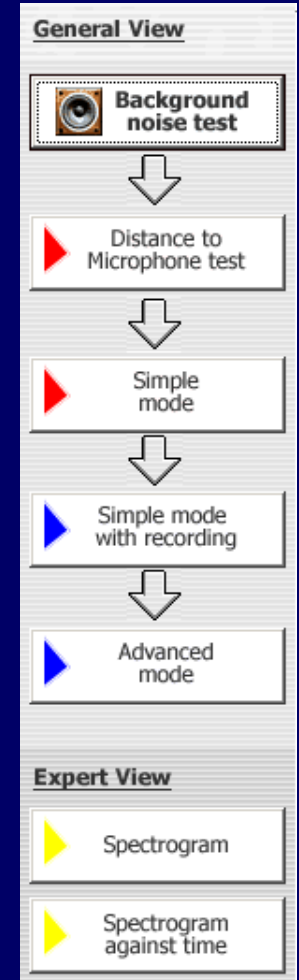 General View
Background
noise test
Distance to
Microphone test
Simple
mode
Simple mode
with recording
Advanced
mode
Expert View
Spectrogram
Spectrogram
against time